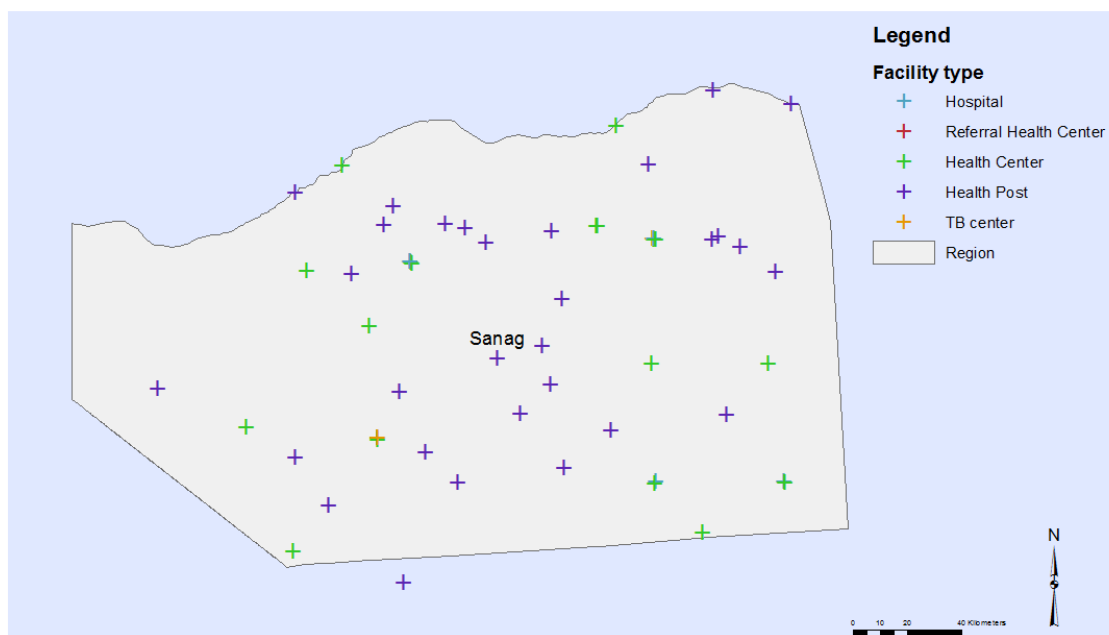 Legend
Facility type
Hospital
Referral Health Center
Health Center
Health Post
TB center
Region
Sanag
N
0 10 20 40 Kilometers